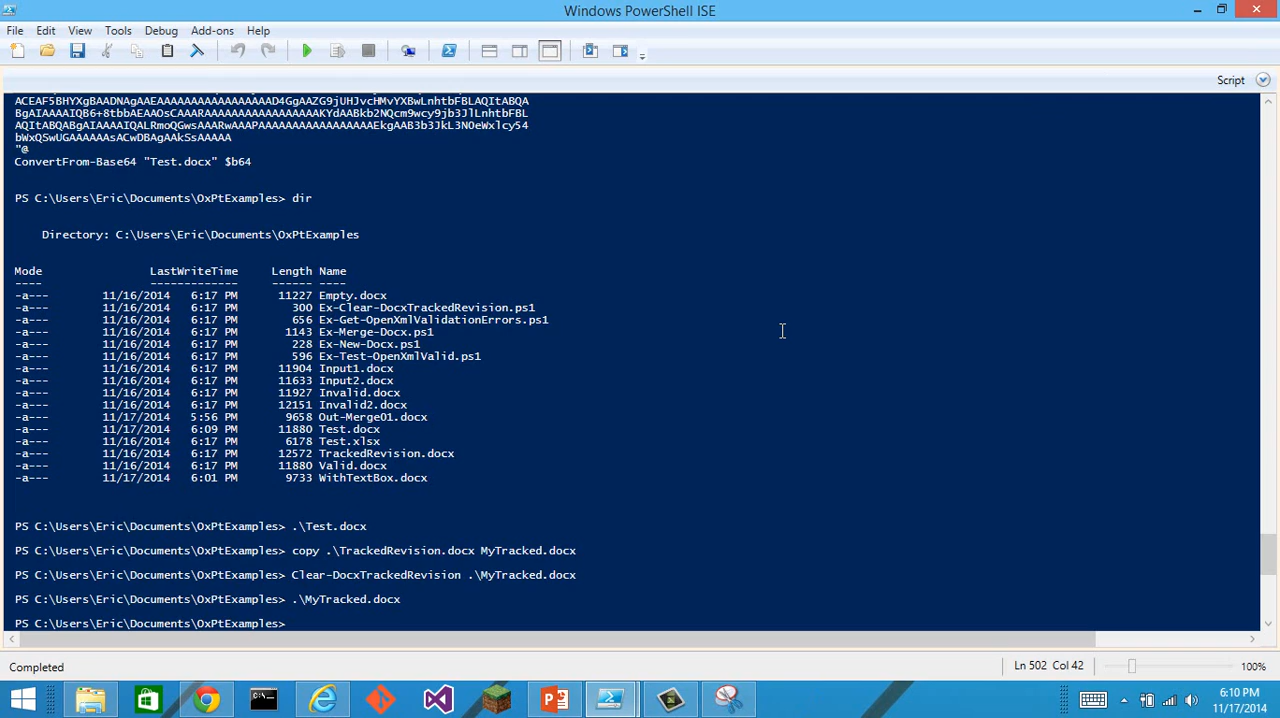 Windows PowerShell ISE
File Edit View Tools Debug Add-ons Help
Script
ACEAF5BHYXgBAADNAgAAEAAAAAAAAAAAAAAAAAD4GgAAZG9jUHJvcHMvYXBwLnhtbFBLAQItABQA
BgAIAAAAIQB6+8tbbAEAAOsCAAARAAAAAAAAAAAAAAAAAKYdAABkb2NQcm9wcy9jb3JlLnhtbFBL
AQItABQABgAIAAAAIQALRmoQGwsAAARwAAAPAAAAAAAAAAAAAAAAAEkgAAB3b3JkL3N0eWxlcy54
bWxQSwUGAAAAAAsACwDBAgAAkSsAAAAA
"@
ConvertFrom-Base64 "Test.docx" $b64
PS C:\Users\Eric\Documents\OxPtExamples> dir
Directory: C:\Users\Eric\Documents\OxPtExamples
Mode LastWriteTime Length Name
---- ------------- ------ ----
-a--- 11/16/2014 6:17 PM 11227 Empty.docx
-a--- 11/16/2014 6:17 PM 300 Ex-Clear-DocxTrackedRevision.ps1
-a--- 11/16/2014 6:17 PM 656 Ex-Get-OpenXmlValidationErrors.ps1
-a--- 11/16/2014 6:17 PM 1143 Ex-Merge-Docx.ps1
-a--- 11/16/2014 6:17 PM 228 Ex-New-Docx.ps1
-a--- 11/16/2014 6:17 PM 596 Ex-Test-OpenXmlValid.ps1
-a--- 11/16/2014 6:17 PM 11904 Input1.docx
-a--- 11/16/2014 6:17 PM 11633 Input2.docx
-a--- 11/16/2014 6:17 PM 11927 Invalid.docx
-a--- 11/16/2014 6:17 PM 12151 Invalid2.docx
-a--- 11/17/2014 5:56 PM 9658 Out-Merge01.docx
-a--- 11/17/2014 6:09 PM 11880 Test.docx
-a--- 11/16/2014 6:17 PM 6178 Test.xlsx
-a--- 11/16/2014 6:17 PM 12572 TrackedRevision.docx
-a--- 11/16/2014 6:17 PM 11880 Valid.docx
-a--- 11/17/2014 6:01 PM 9733 WithTextBox.docx
PS C:\Users\Eric\Documents\OxPtExamples> .\Test.docx
PS C:\Users\Eric\Documents\OxPtExamples> copy .\TrackedRevision.docx MyTracked.docx
PS C:\Users\Eric\Documents\OxPtExamples> Clear-DocxTrackedRevision .\MyTracked.docx
PS C:\Users\Eric\Documents\OxPtExamples> .\MyTracked.docx
PS C:\Users\Eric\Documents\OxPtExamples>
Completed Ln 502 Col 42 100%
6:10 PM
11/17/2014